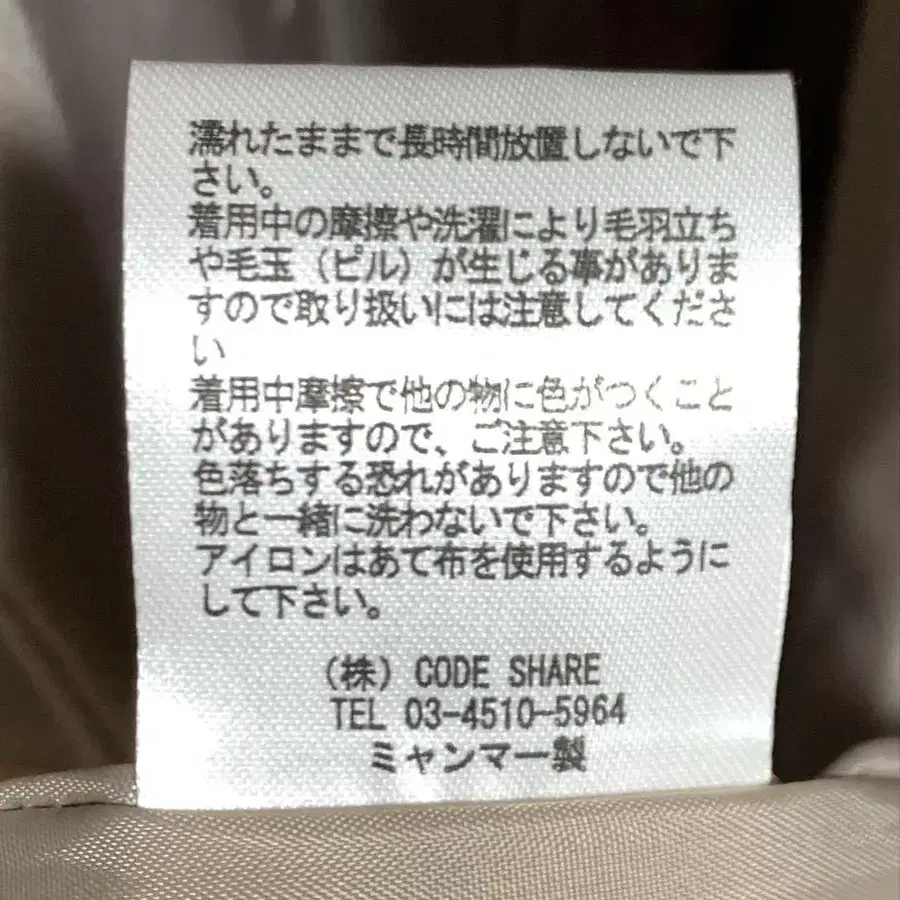 濡れたままで長時間放置しないで下
さい。
着用中の摩擦や洗濯により毛羽立ち
や毛玉（ピル）が生じる事がありま
すので取り扱いには注意してくださ
い
着用中摩擦で他の物に色がつくこと
がありますので、ご注意下さい。
色落ちする恐れがありますので他の
物と一緒に洗わないで下さい。
アイロンはあて布を使用するように
して下さい。
（株）CODE SHARE
TEL 03-4510-5964
ミャンマー製